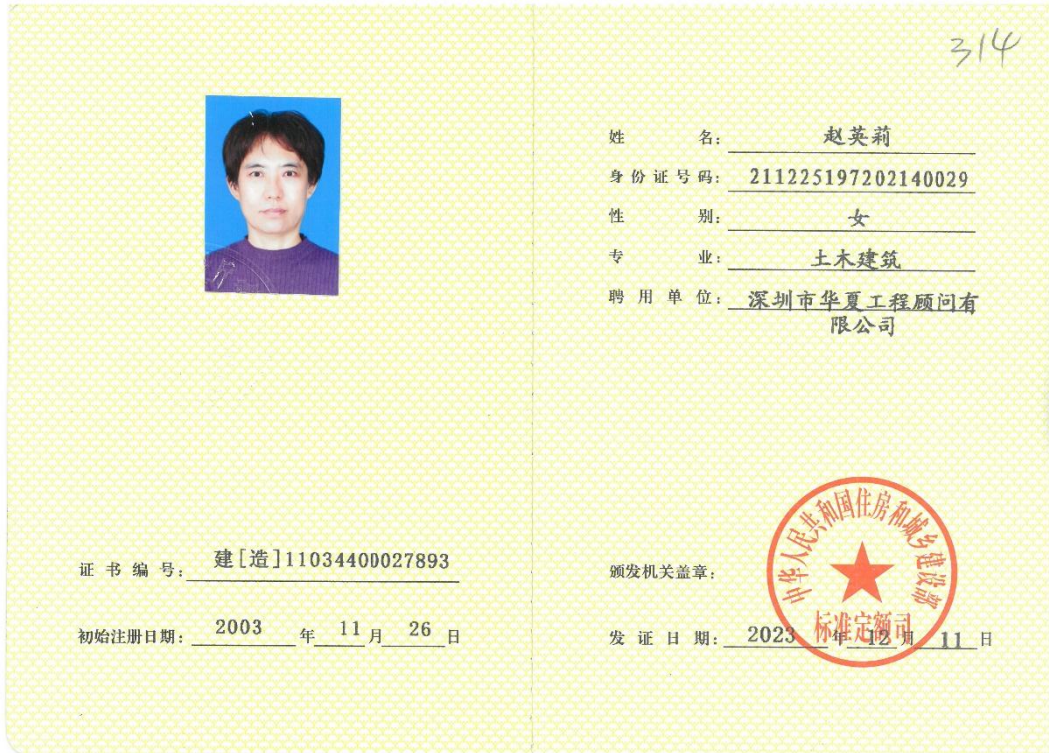 314
姓 名: 赵英莉
身份证号码: 211225197202140029
性 别: 女
专 业: 土木建筑
聘用单位: 深圳市华夏工程顾问有
限公司
证书编号: 建[造]11034400027893
初始注册日期: 2003 年 11 月 26 日
颁发机关盖章:
中华人民共和国住房和城乡建设部
标准定额司
发证日期: 2023 年 12 月 11 日